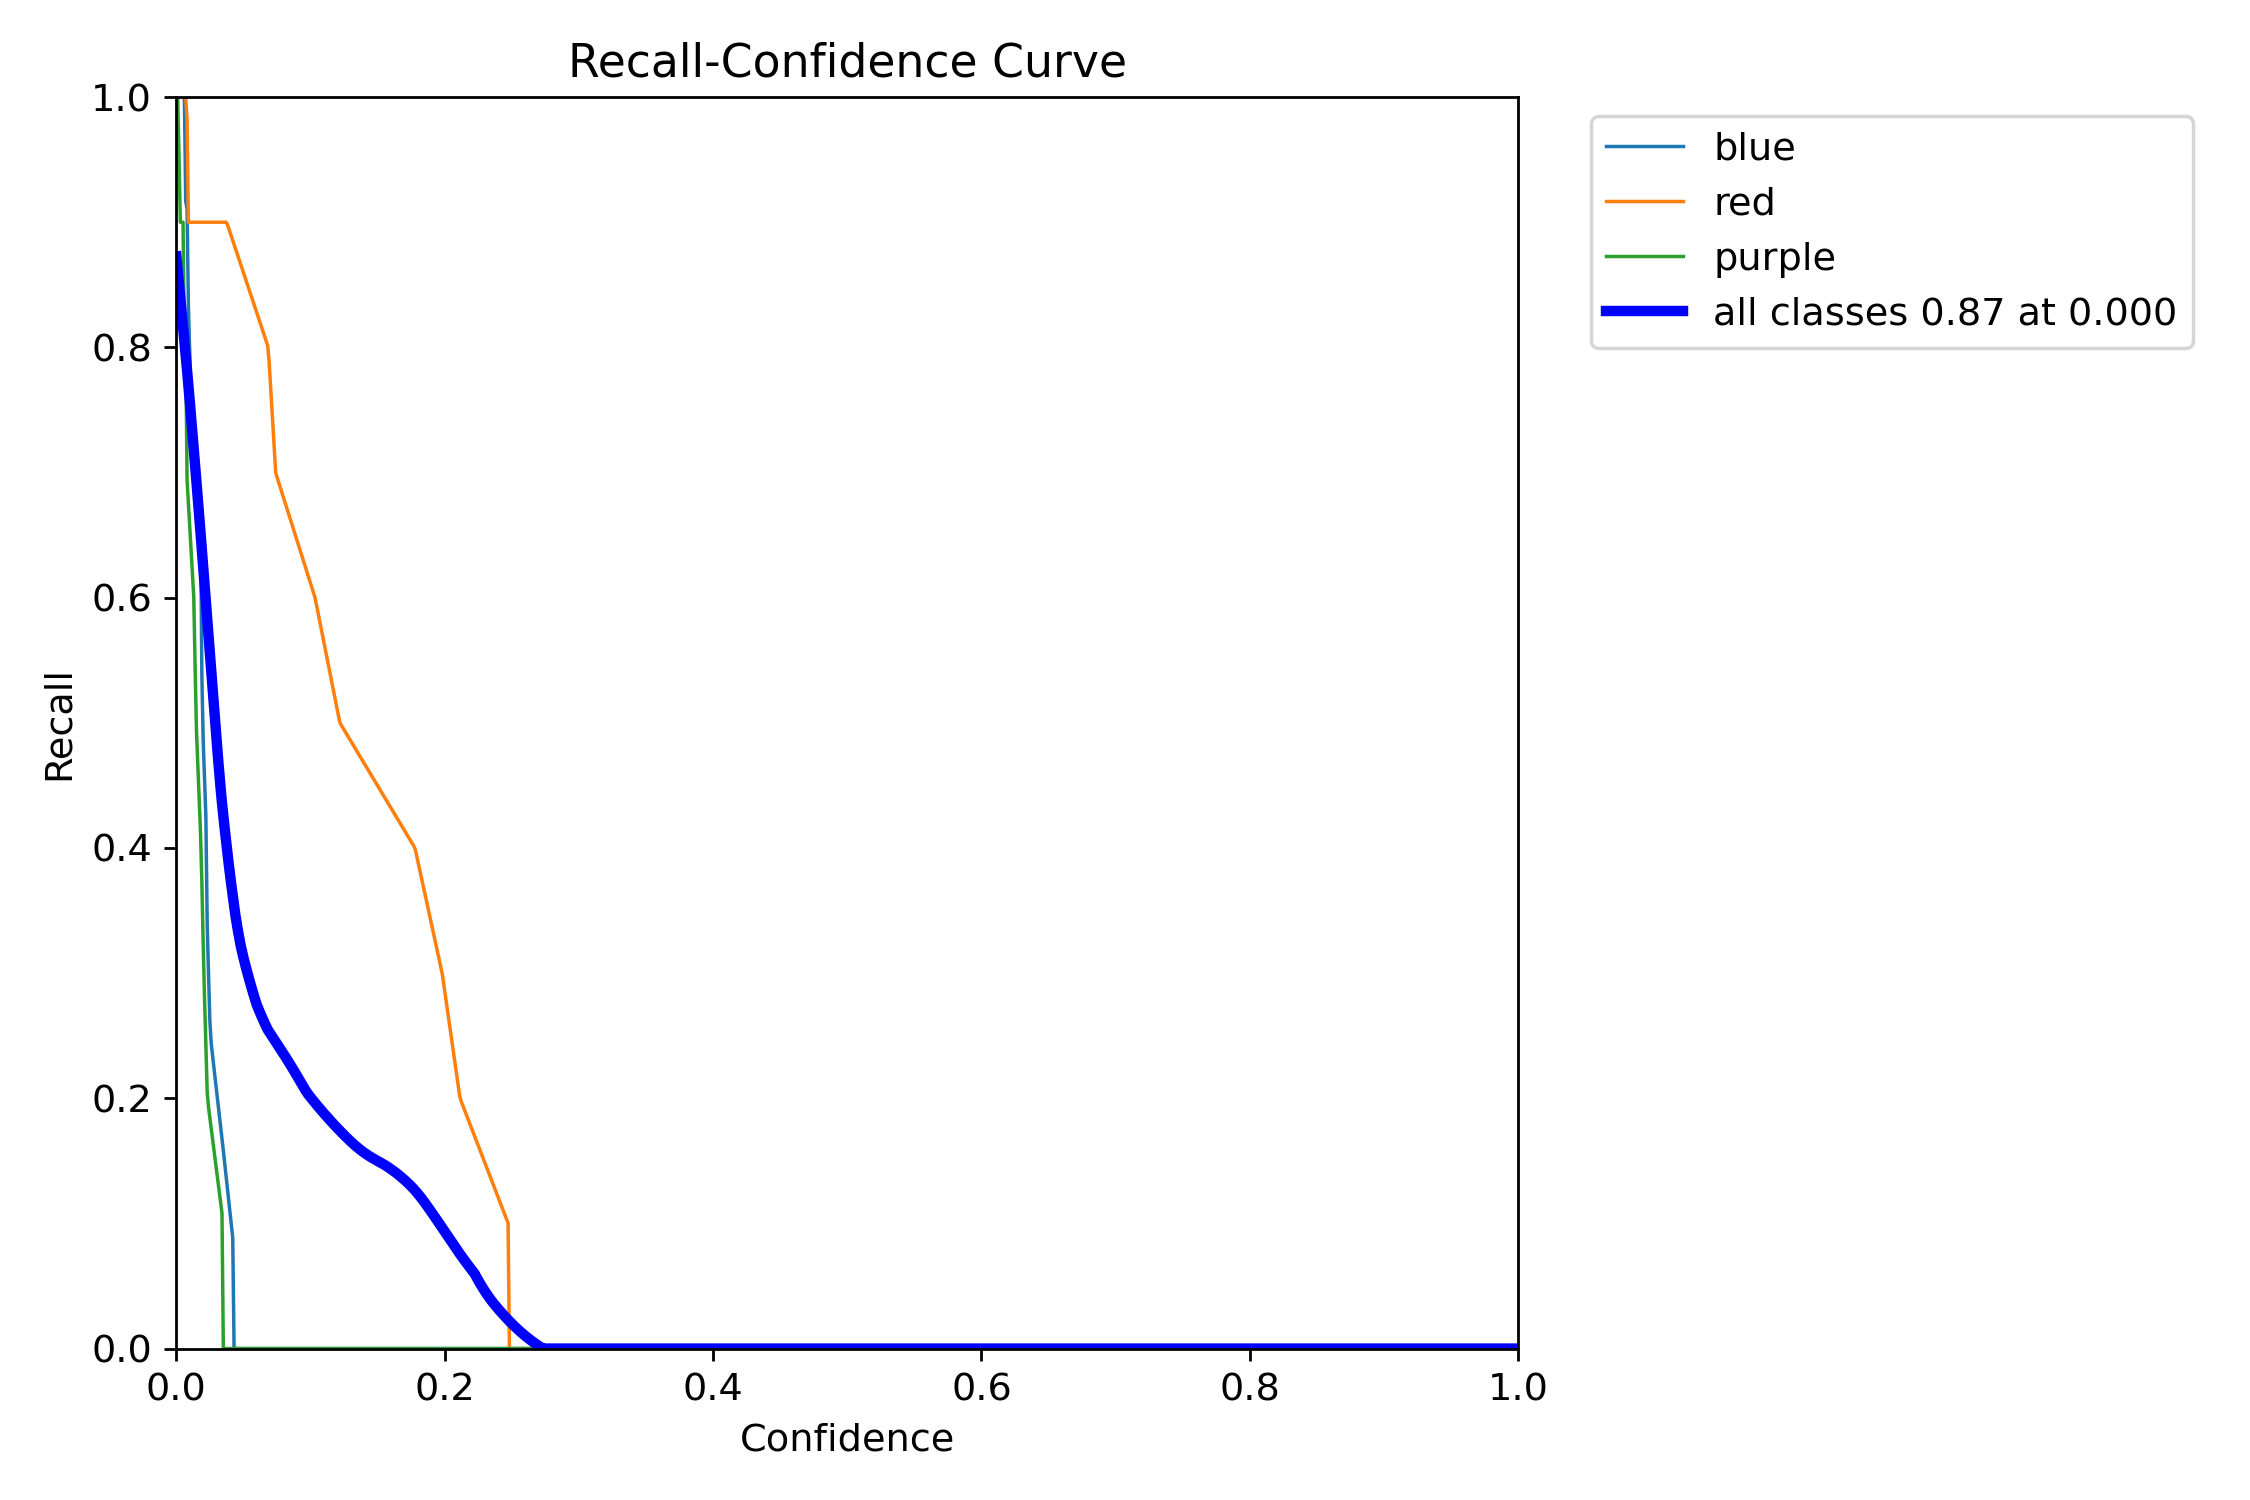 Recall-Confidence Curve
1.0
0.8
0.6
0.4
0.2
0.0
Recall
0.0 0.2 0.4 0.6 0.8 1.0
Confidence
blue
red
purple
all classes 0.87 at 0.000